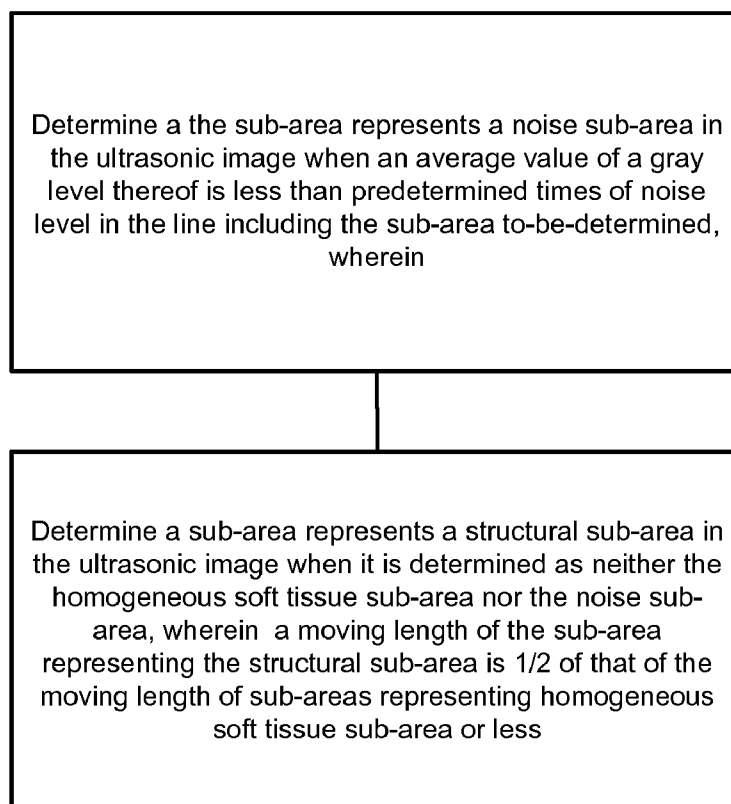 Determine a the sub-area represents a noise sub-area in
the ultrasonic image when an average value of a gray
level thereof is less than predetermined times of noise
level in the line including the sub-area to-be-determined,
wherein
Determine a sub-area represents a structural sub-area in
the ultrasonic image when it is determined as neither the
homogeneous soft tissue sub-area nor the noise sub-
area, wherein  a moving length of the sub-area
representing the structural sub-area is 1/2 of that of the
moving length of sub-areas representing homogeneous
soft tissue sub-area or less